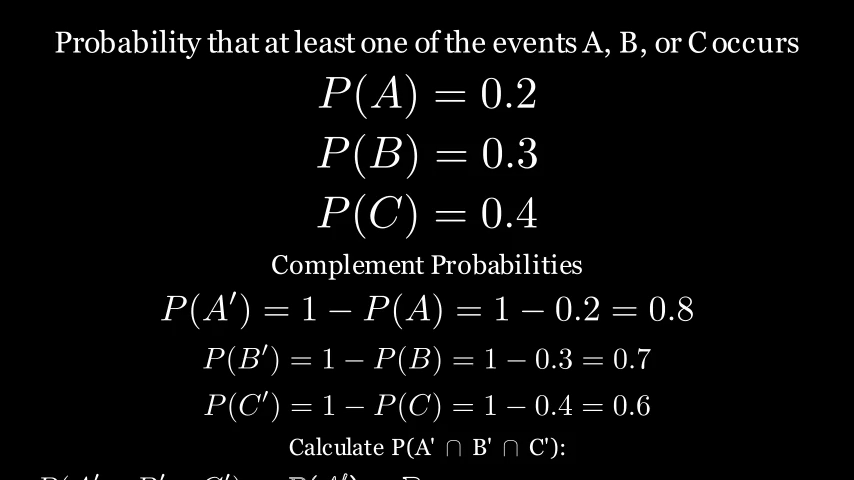 Probability that at least one of the events A, B, or C occurs
P(A) = 0.2
P(B) = 0.3
P(C) = 0.4
Complement Probabilities
P(A′) = 1 − P(A) = 1 − 0.2 = 0.8
P(B′) = 1 − P(B) = 1 − 0.3 = 0.7
P(C′) = 1 − P(C) = 1 − 0.4 = 0.6
Calculate P(A' ∩ B' ∩ C'):